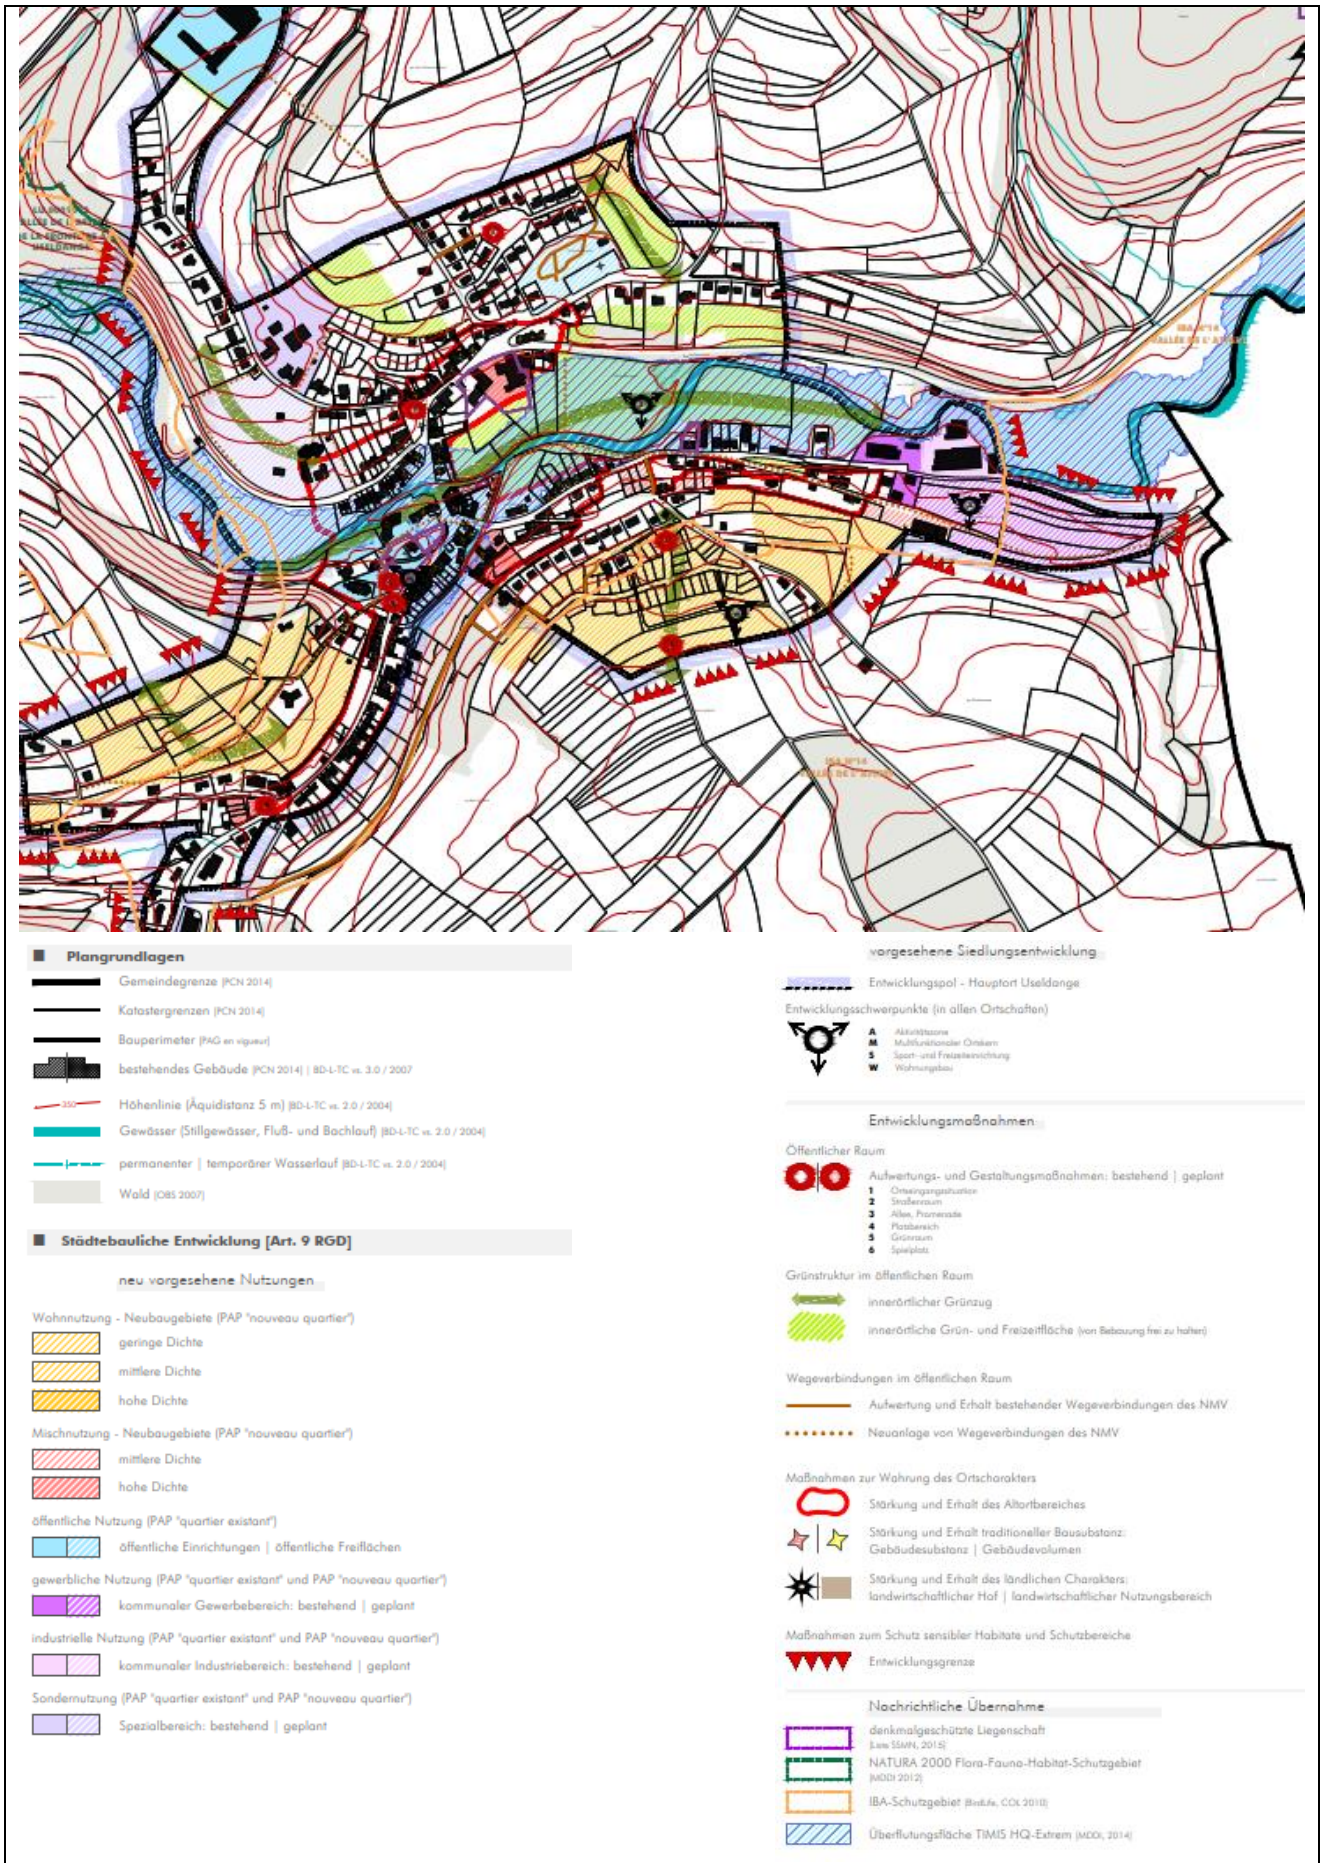 IBA N°14
VALLÉE DE L'
IBA N°14
VALLÉE DE L'
USELDANGE
Plangrundlagen
Gemeindegrenze [PCN 2014]
Katastergrenzen [PCN 2014]
Bauperimeter [PAG en vigueur]
bestehendes Gebäude [PCN 2014] | BD-L-TC vs. 3.0 / 2007
350
Höhenlinie (Äquidistanz 5 m) [BD-L-TC vs. 2.0 / 2004]
Gewässer (Stillgewässer, Fluß- und Bachlauf) [BD-L-TC vs. 2.0 / 2004]
permanenter | temporärer Wasserlauf [BD-L-TC vs. 2.0 / 2004]
Wald [OBS 2007]
Städtebauliche Entwicklung [Art. 9 RGD]
neu vorgesehene Nutzungen
Wohnnutzung - Neubaugebiete (PAP "nouveau quartier")
geringe Dichte
mittlere Dichte
hohe Dichte
Mischnutzung - Neubaugebiete (PAP "nouveau quartier")
mittlere Dichte
hohe Dichte
öffentliche Nutzung (PAP "quartier existant")
öffentliche Einrichtungen | öffentliche Freiflächen
gewerbliche Nutzung (PAP "quartier existant" und PAP "nouveau quartier")
kommunaler Gewerbebereich: bestehend | geplant
industrielle Nutzung (PAP "quartier existant" und PAP "nouveau quartier")
kommunaler Industriebereich: bestehend | geplant
Sondernutzung (PAP "quartier existant" und PAP "nouveau quartier")
Spezialbereich: bestehend | geplant
vorgesehene Siedlungsentwicklung
Entwicklungspol - Hauptort Useldange
Entwicklungsschwerpunkte (in allen Ortschaften)
A Aktivitätszone
M Multifunktionaler Ortskern
S Sport- und Freizeiteinrichtung
W Wohnungsbau
Entwicklungsmaßnahmen
Öffentlicher Raum
Aufwertungs- und Gestaltungsmaßnahmen: bestehend | geplant
1 Ortseingangssituation
2 Straßenraum
3 Allee, Promenade
4 Platzbereich
5 Grünraum
6 Spielplatz
Grünstruktur im öffentlichen Raum
innerörtlicher Grünzug
innerörtliche Grün- und Freizeitfläche (von Bebauung frei zu halten)
Wegeverbindungen im öffentlichen Raum
Aufwertung und Erhalt bestehender Wegeverbindungen des NMV
Neuanlage von Wegeverbindungen des NMV
Maßnahmen zur Wahrung des Ortscharakters
Stärkung und Erhalt des Altortbereiches
Stärkung und Erhalt traditioneller Bausubstanz:
Gebäudesubstanz | Gebäudevolumen
Stärkung und Erhalt des ländlichen Charakters:
landwirtschaftlicher Hof | landwirtschaftlicher Nutzungsbereich
Maßnahmen zum Schutz sensibler Habitate und Schutzbereiche
Entwicklungsgrenze
Nachrichtliche Übernahme
denkmalgeschützte Liegenschaft
[Liste SSMN, 2015]
NATURA 2000 Flora-Fauna-Habitat-Schutzgebiet
[MDDI 2012]
IBA-Schutzgebiet [BirdLife, COL 2010]
Überflutungsfläche TIMIS HQ-Extrem [MDDI, 2014]